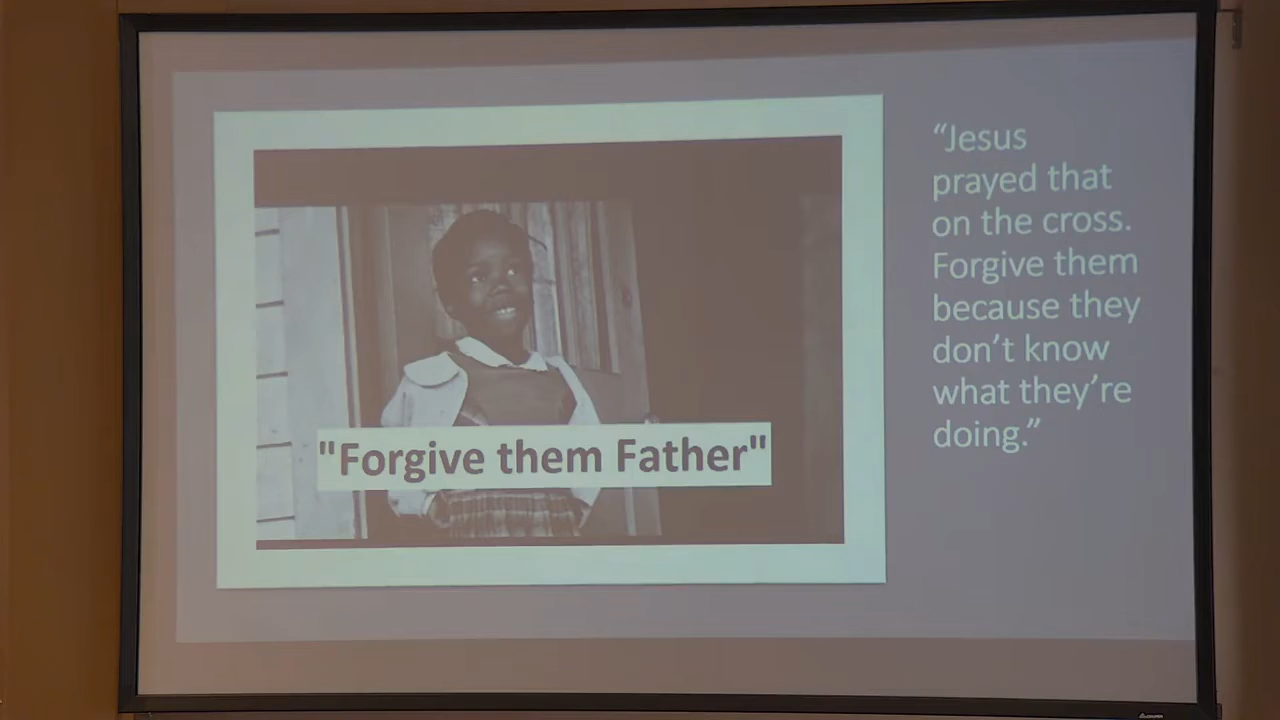 "Forgive them Father"
“Jesus
prayed that
on the cross.
Forgive them
because they
don’t know
what they’re
doing.”